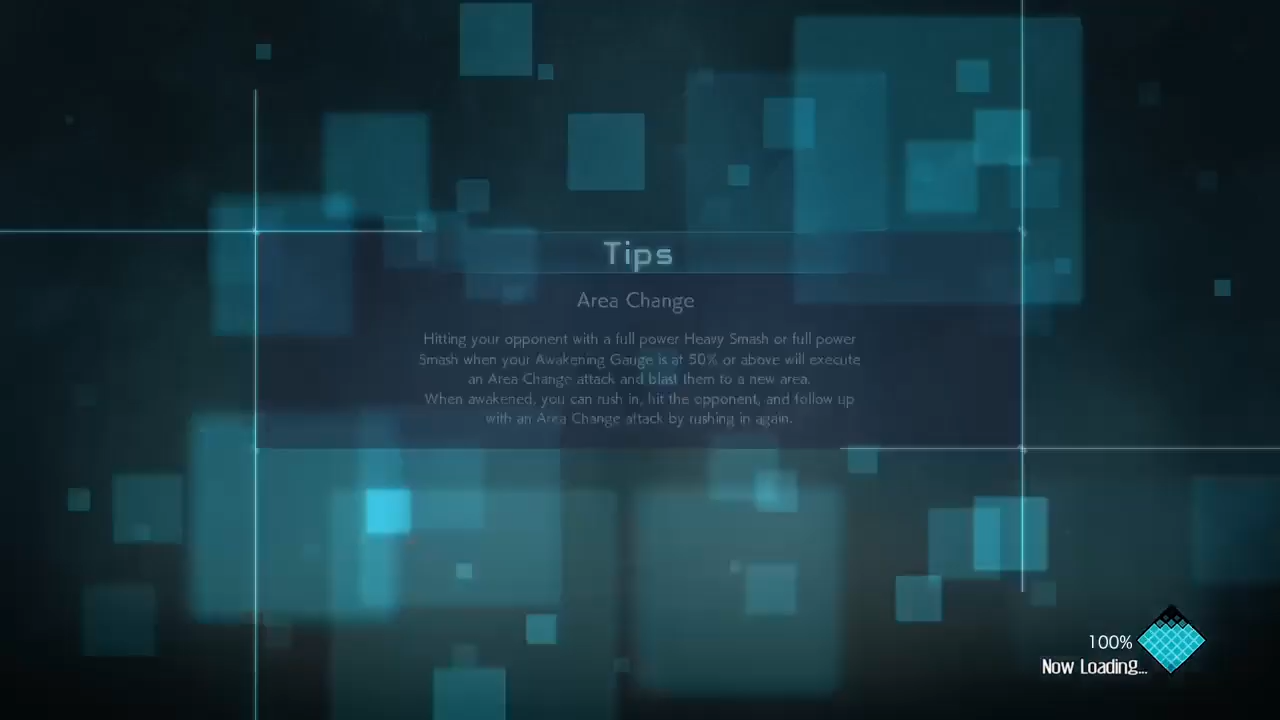 Tips
Area Change
Hitting your opponent with a full power Heavy Smash or full power
Smash when your Awakening Gauge is at 50% or above will execute
an Area Change attack and blast them to a new area.
When awakened, you can rush in, hit the opponent, and follow up
with an Area Change attack by rushing in again.
100%
Now Loading...